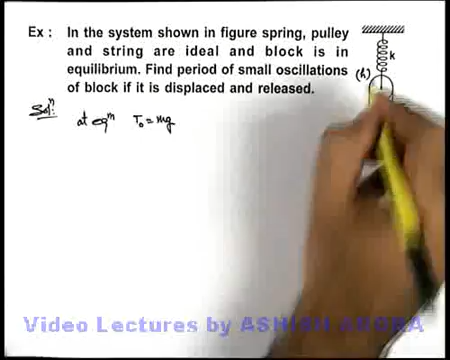 Ex : In the system shown in figure spring, pulley
and string are ideal and block is in
equilibrium. Find period of small oscillations
of block if it is displaced and released.
k
(h)
Solⁿ:
at eqᵐ T₀ = mg
Video Lectures by ASHISH ARORA